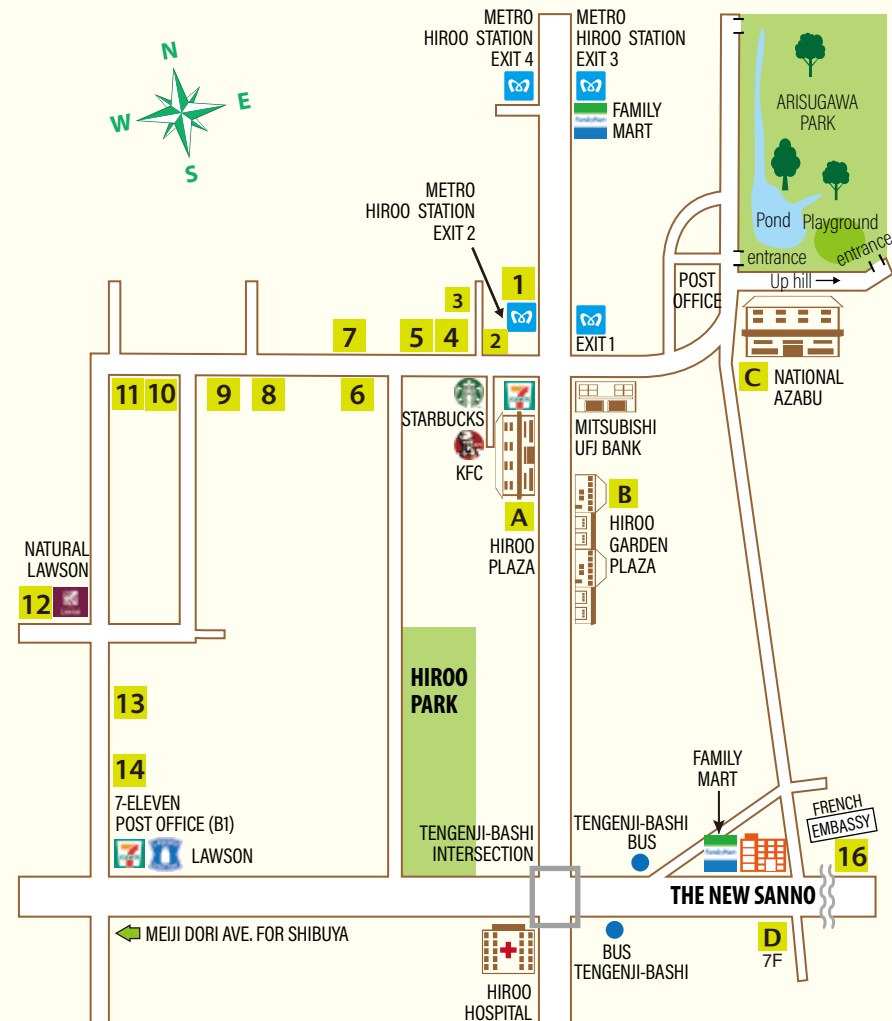 METRO
HIROO STATION
EXIT 4
METRO
HIROO STATION
EXIT 3
FAMILY
MART
FamilyMart
ARISUGAWA
PARK
N
W
E
S
METRO
HIROO STATION
EXIT 2
Pond
Playground
entrance
entrance
Up hill
POST
OFFICE
1
3
2
EXIT 1
7
5
4
11
10
9
8
6
STARBUCKS
KFC
A
HIROO
PLAZA
MITSUBISHI
UFJ BANK
B
HIROO
GARDEN
PLAZA
C
NATIONAL
AZABU
NATURAL
LAWSON
12
HIROO
PARK
13
14
7-ELEVEN
POST OFFICE (B1)
LAWSON
TENGENJI-BASHI
INTERSECTION
TENGENJI-BASHI
BUS
FAMILY
MART
FamilyMart
FRENCH
EMBASSY
16
THE NEW SANNO
D
7F
MEIJI DORI AVE. FOR SHIBUYA
BUS
TENGENJI-BASHI
HIROO
HOSPITAL